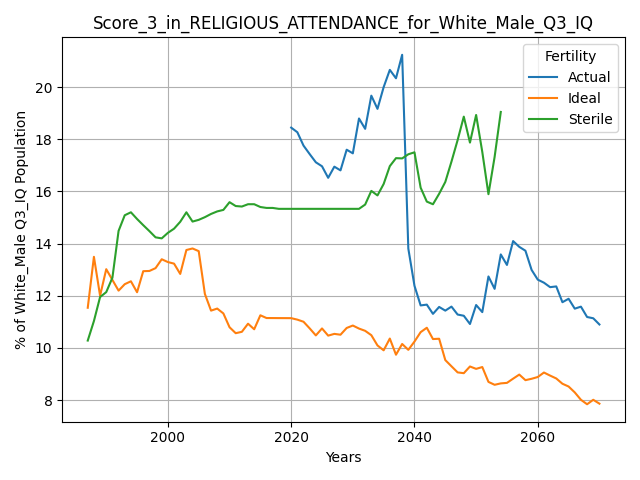 Score_3_in_RELIGIOUS_ATTENDANCE_for_White_Male_Q3_IQ
Fertility
Actual
Ideal
Sterile
% of White_Male Q3_IQ Population
20
18
16
14
12
10
8
2000 2020 2040 2060
Years